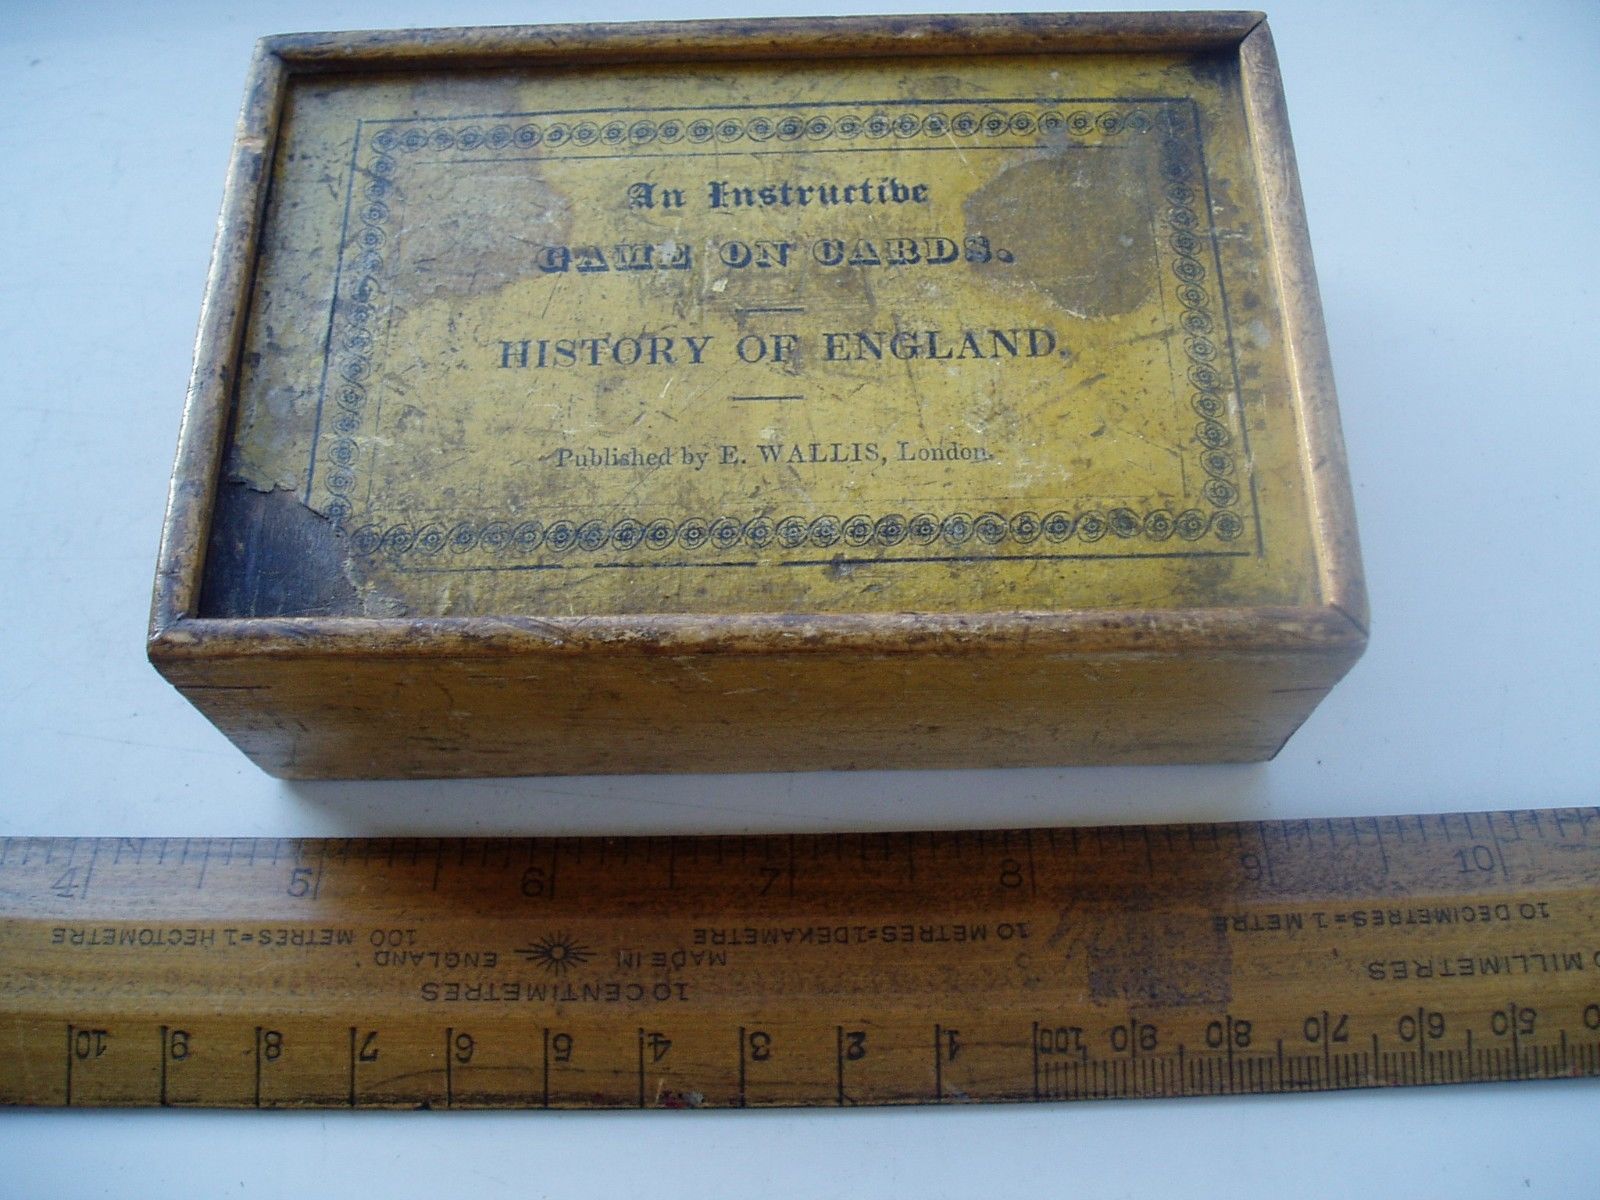 An Instructive
GAME ON CARDS.
HISTORY OF ENGLAND.
Published by E. WALLIS, London.
4 5 6 7 8 9 10
10 DECIMETRES=1 METRE
10 METRES=1DEKAMETRE
100 METRES=1 HECTOMETRE
MILLIMETRES
MADE IN ENGLAND
10 CENTIMETRES
50 60 70 80 90 100 1 2 3 4 5 6 7 8 9 10